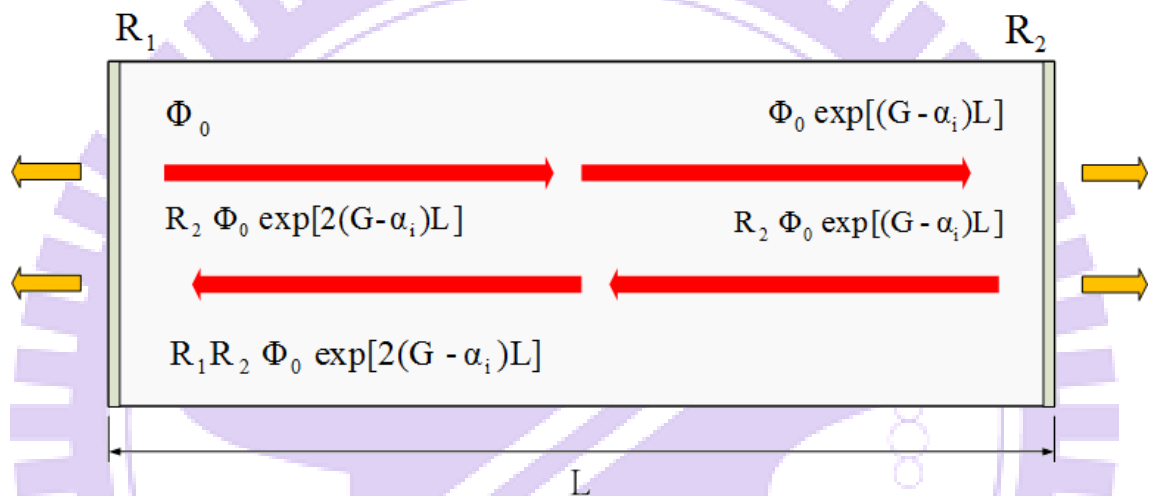 R₁ R₂
Φ₀ Φ₀ exp[(G - αᵢ)L]
R₂ Φ₀ exp[2(G-αᵢ)L] R₂ Φ₀ exp[(G - αᵢ)L]
R₁R₂ Φ₀ exp[2(G - αᵢ)L]
L